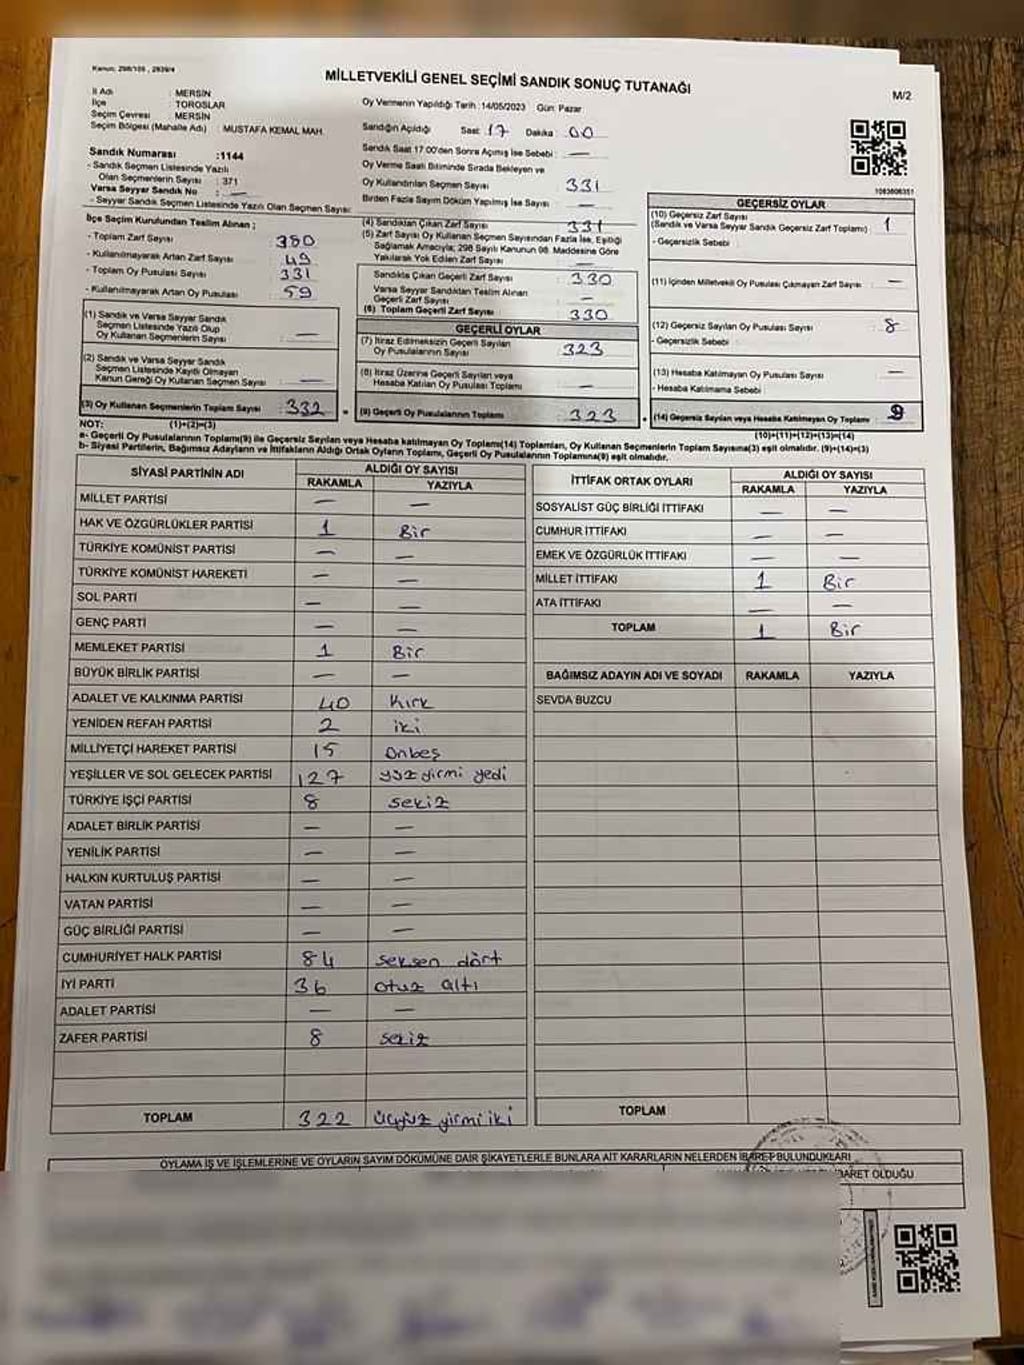 Kanun; 298/105 , 2839/4
MİLLETVEKİLİ GENEL SEÇİMİ SANDIK SONUÇ TUTANAĞI
M/2
İl Adı : MERSİN
İlçe : TOROSLAR
Seçim Çevresi : MERSİN
Seçim Bölgesi (Mahalle Adı) : MUSTAFA KEMAL MAH.
Oy Vermenin Yapıldığı Tarih : 14/05/2023 Gün: Pazar
Sandığın Açıldığı Saat: 17 Dakika : 00
Sandık Saat 17.00'den Sonra Açılmış İse Sebebi : —
Sandık Numarası :1144
- Sandık Seçmen Listesinde Yazılı
Olan Seçmenlerin Sayısı : 371
Varsa Seyyar Sandık No : —
- Seyyar Sandık Seçmen Listesinde Yazılı Olan Seçmen Sayısı:
Oy Verme Saati Bitiminde Sırada Bekleyen ve
Oy Kullandırılan Seçmen Sayısı : 331
Birden Fazla Sayım Döküm Yapılmış İse Sayısı : —
1083606351
İlçe Seçim Kurulundan Teslim Alınan ;
- Toplam Zarf Sayısı : 380
- Kullanılmayarak Artan Zarf Sayısı : 49
- Toplam Oy Pusulası Sayısı : 331
- Kullanılmayarak Artan Oy Pusulası : 59
(4) Sandıktan Çıkan Zarf Sayısı : 331
(5) Zarf Sayısı Oy Kullanan Seçmen Sayısından Fazla İse, Eşitliği
Sağlamak Amacıyla; 298 Sayılı Kanunun 98. Maddesine Göre
Yakılarak Yok Edilen Zarf Sayısı : —
Sandıkta Çıkan Geçerli Zarf Sayısı : 330
Varsa Seyyar Sandıktan Teslim Alınan
Geçerli Zarf Sayısı : —
(6) Toplam Geçerli Zarf Sayısı : 330
GEÇERSİZ OYLAR
(10) Geçersiz Zarf Sayısı
(Sandık ve Varsa Seyyar Sandık Geçersiz Zarf Toplamı) : 1
- Geçersizlik Sebebi :
(11) İçinden Milletvekili Oy Pusulası Çıkmayan Zarf Sayısı : —
(12) Geçersiz Sayılan Oy Pusulası Sayısı : 8
- Geçersizlik Sebebi :
(13) Hesaba Katılmayan Oy Pusulası Sayısı : —
- Hesaba Katılmama Sebebi :
(14) Geçersiz Sayılan veya Hesaba Katılmayan Oy Toplamı : 9
(10)+(11)+(12)+(13)=(14)
(1) Sandık ve Varsa Seyyar Sandık
Seçmen Listesinde Yazılı Olup
Oy Kullanan Seçmenlerin Sayısı : —
(2) Sandık ve Varsa Seyyar Sandık
Seçmen Listesinde Kayıtlı Olmayan
Kanun Gereği Oy Kullanan Seçmen Sayısı : —
(3) Oy Kullanan Seçmenlerin Toplam Sayısı : 332
(1)+(2)=(3)
GEÇERLİ OYLAR
(7) İtiraz Edilmeksizin Geçerli Sayılan
Oy Pusulalarının Sayısı : 323
(8) İtiraz Üzerine Geçerli Sayılan veya
Hesaba Katılan Oy Pusulası Toplamı : —
(9) Geçerli Oy Pusulalarının Toplamı : 323
NOT:
a- Geçerli Oy Pusulalarının Toplamı(9) ile Geçersiz Sayılan veya Hesaba katılmayan Oy Toplamı(14) Toplamları, Oy Kullanan Seçmenlerin Toplam Sayısına(3) eşit olmalıdır. (9)+(14)=(3)
b- Siyasi Partilerin, Bağımsız Adayların ve İttifakların Aldığı Ortak Oyların Toplamı, Geçerli Oy Pusulalarının Toplamına(9) eşit olmalıdır.
SİYASİ PARTİNİN ADI ALDIĞI OY SAYISI
RAKAMLA YAZIYLA
MİLLET PARTİSİ — —
HAK VE ÖZGÜRLÜKLER PARTİSİ 1 Bir
TÜRKİYE KOMÜNİST PARTİSİ — —
TÜRKİYE KOMÜNİST HAREKETİ — —
SOL PARTİ — —
GENÇ PARTİ — —
MEMLEKET PARTİSİ 1 Bir
BÜYÜK BİRLİK PARTİSİ — —
ADALET VE KALKINMA PARTİSİ 40 Kırk
YENİDEN REFAH PARTİSİ 2 iki
MİLLİYETÇİ HAREKET PARTİSİ 15 onbeş
YEŞİLLER VE SOL GELECEK PARTİSİ 127 yüz yirmi yedi
TÜRKİYE İŞÇİ PARTİSİ 8 sekiz
ADALET BİRLİK PARTİSİ — —
YENİLİK PARTİSİ — —
HALKIN KURTULUŞ PARTİSİ — —
VATAN PARTİSİ — —
GÜÇ BİRLİĞİ PARTİSİ — —
CUMHURİYET HALK PARTİSİ 84 seksen dört
İYİ PARTİ 36 otuz altı
ADALET PARTİSİ — —
ZAFER PARTİSİ 8 sekiz
TOPLAM 322 üçyüz yirmi iki
İTTİFAK ORTAK OYLARI ALDIĞI OY SAYISI
RAKAMLA YAZIYLA
SOSYALİST GÜÇ BİRLİĞİ İTTİFAKI — —
CUMHUR İTTİFAKI — —
EMEK VE ÖZGÜRLÜK İTTİFAKI — —
MİLLET İTTİFAKI 1 Bir
ATA İTTİFAKI — —
TOPLAM 1 Bir
BAĞIMSIZ ADAYIN ADI VE SOYADI RAKAMLA YAZIYLA
SEVDA BUZCU
TOPLAM
OYLAMA İŞ VE İŞLEMLERİNE VE OYLARIN SAYIM DÖKÜMÜNE DAİR ŞİKAYETLERLE BUNLARA AİT KARARLARIN NELERDEN İBARET BULUNDUKLARI
İBARET OLDUĞU